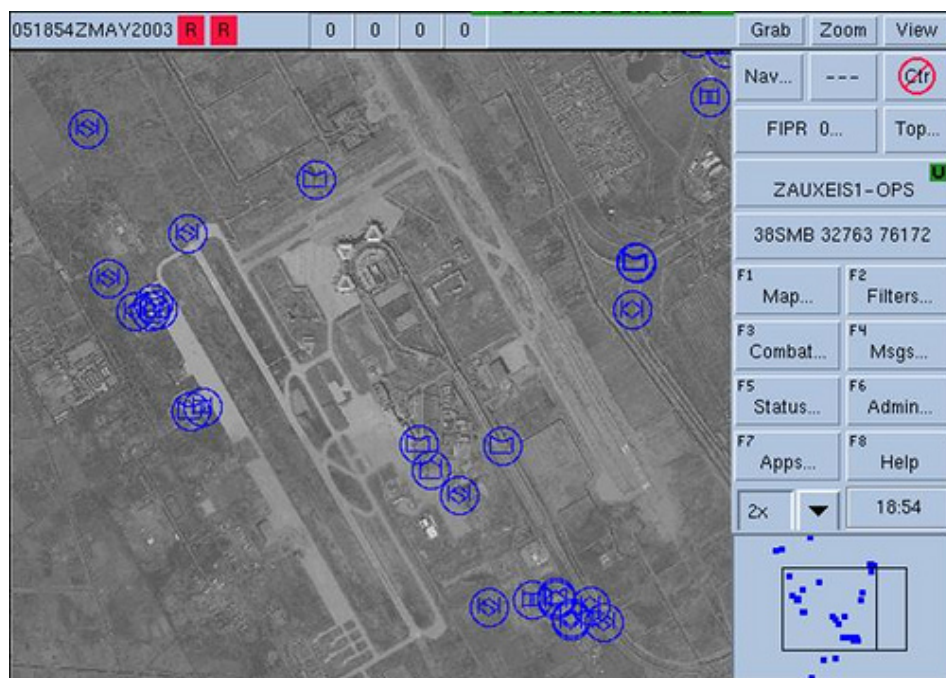 051854ZMAY2003 R R 0 0 0 0 Grab Zoom View
Nav... --- Ctr
FIPR 0... Top...
U
ZAUXEIS1-OPS
38SMB 32763 76172
F1 Map... F2 Filters...
F3 Combat... F4 Msgs...
F5 Status... F6 Admin...
F7 Apps... F8 Help
2x 18:54